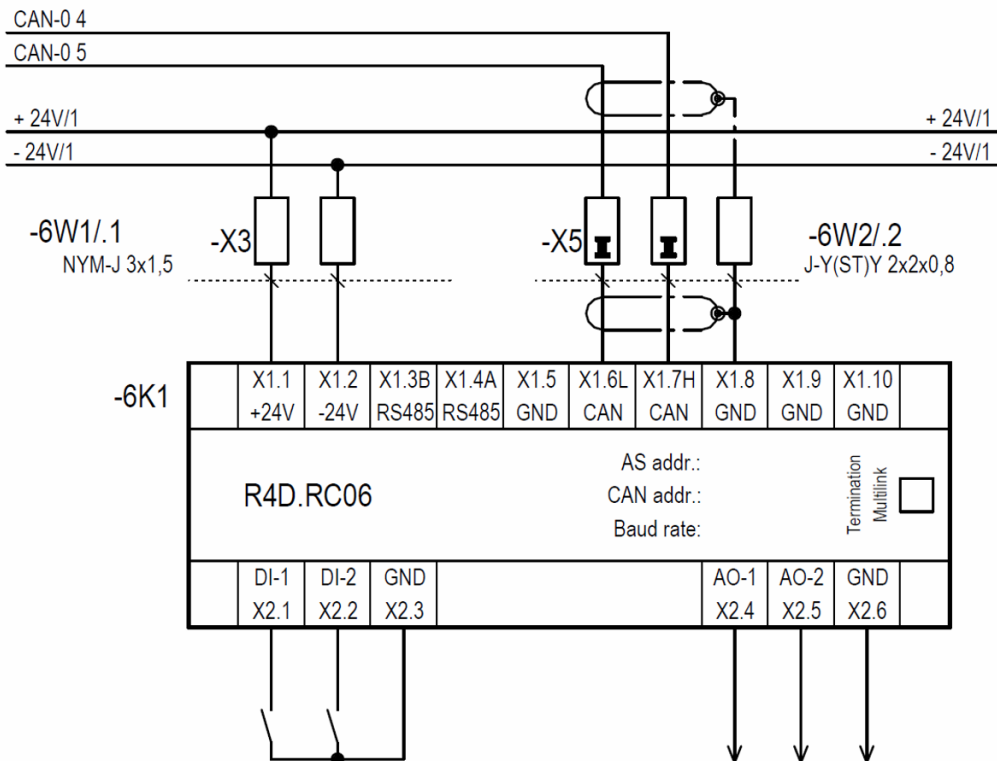 CAN-0 4
CAN-0 5
+ 24V/1 + 24V/1
- 24V/1 - 24V/1
-6W1/.1 -X3 -X5 -6W2/.2
NYM-J 3x1,5 J-Y(ST)Y 2x2x0,8
-6K1
X1.1 X1.2 X1.3B X1.4A X1.5 X1.6L X1.7H X1.8 X1.9 X1.10
+24V -24V RS485 RS485 GND CAN CAN GND GND GND
R4D.RC06
AS addr.:
CAN addr.:
Baud rate:
Termination
Multilink
DI-1 DI-2 GND AO-1 AO-2 GND
X2.1 X2.2 X2.3 X2.4 X2.5 X2.6